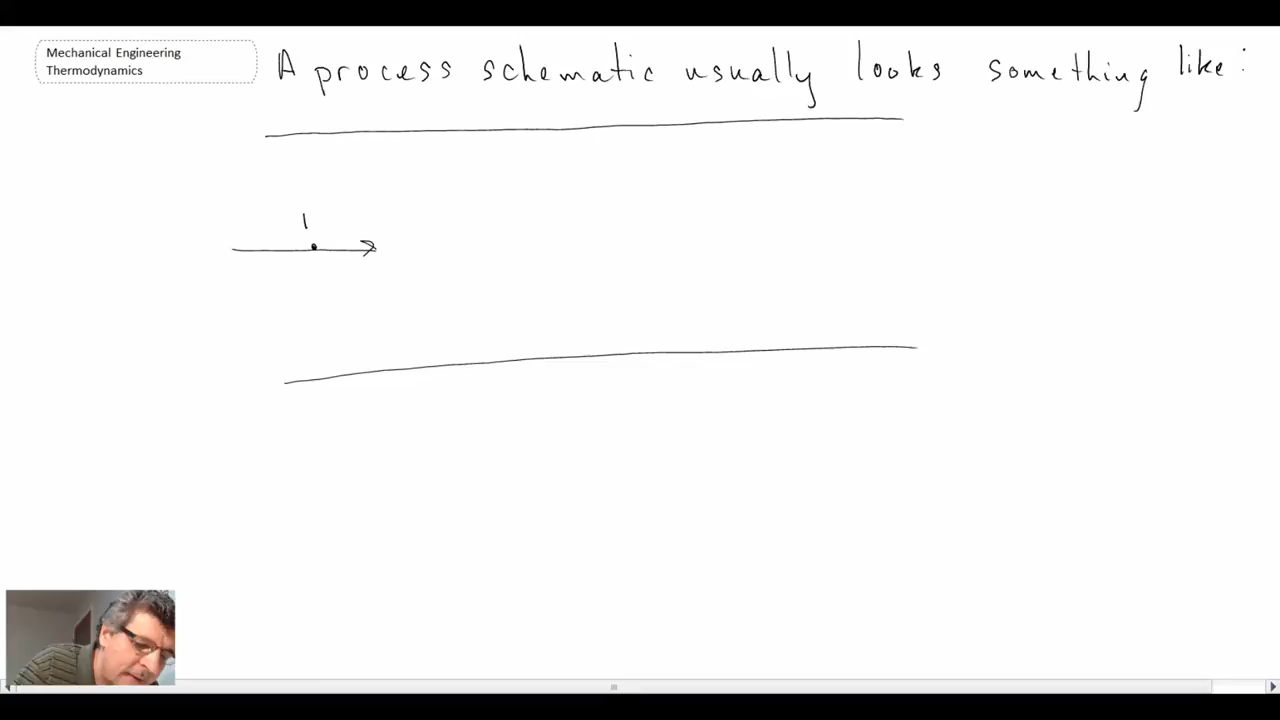 Mechanical Engineering
Thermodynamics
A process schematic usually looks something like:
1